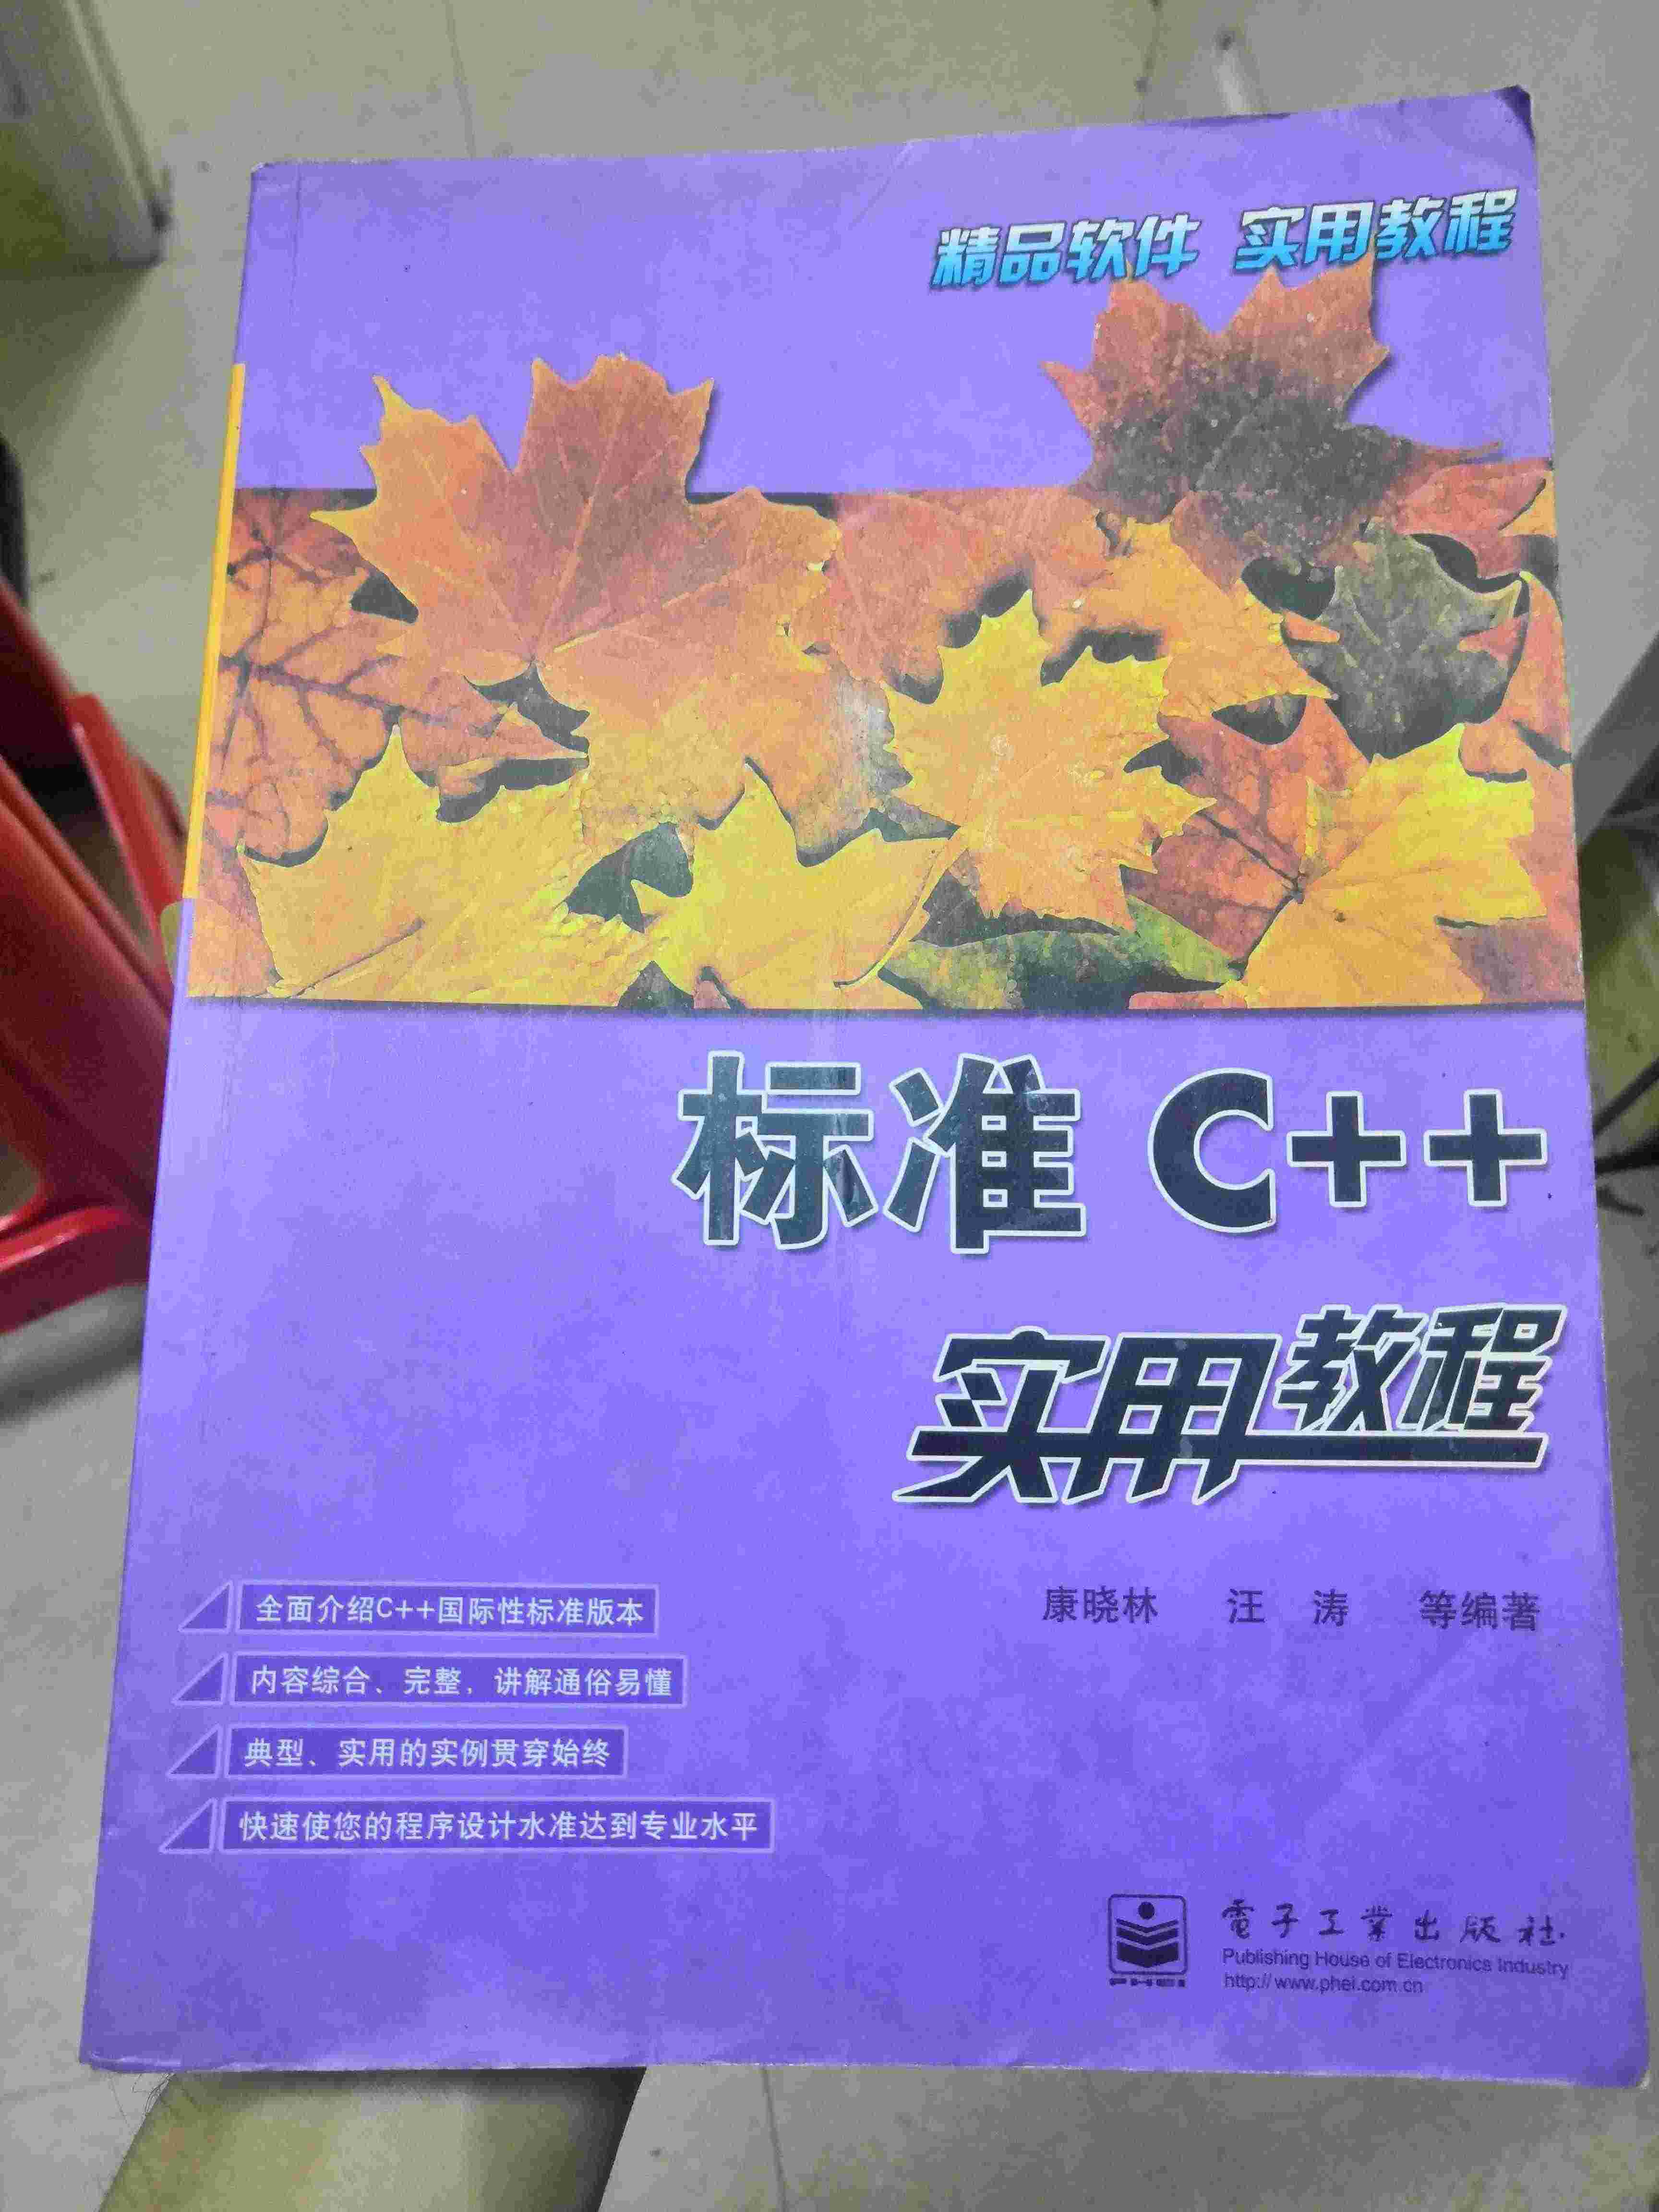 精品软件 实用教程
标准 C++
实用教程
康晓林 汪 涛 等编著
全面介绍C++国际性标准版本
内容综合、完整，讲解通俗易懂
典型、实用的实例贯穿始终
快速使您的程序设计水准达到专业水平
電子工業出版社
Publishing House of Electronics Industry
http://www.phei.com.cn
PHEI